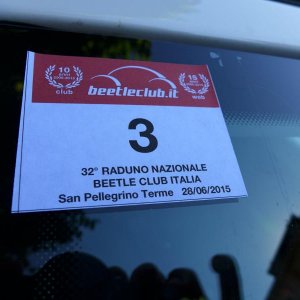 10
anni
club
beetleclub.it
15
web
3
32° RADUNO NAZIONALE
BEETLE CLUB ITALIA
San Pellegrino Terme 28/06/2015